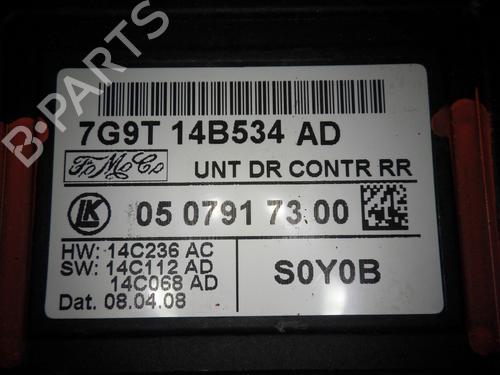 7G9T 14B534 AD
FoMoCo UNT DR CONTR RR
LK 05 0791 73 00
HW: 14C236 AC
SW: 14C112 AD
14C068 AD
S0Y0B
Dat. 08.04.08
B-PARTS